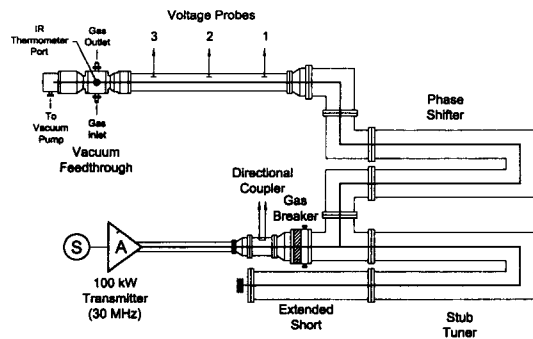 Voltage Probes
3
2
1
IR
Thermometer
Port
Gas
Outlet
To
Vacuum
Pump
Gas
Inlet
Vacuum
Feedthrough
Phase
Shifter
Directional
Coupler
Gas
Breaker
S
A
100 kW
Transmitter
(30 MHz)
Extended
Short
Stub
Tuner